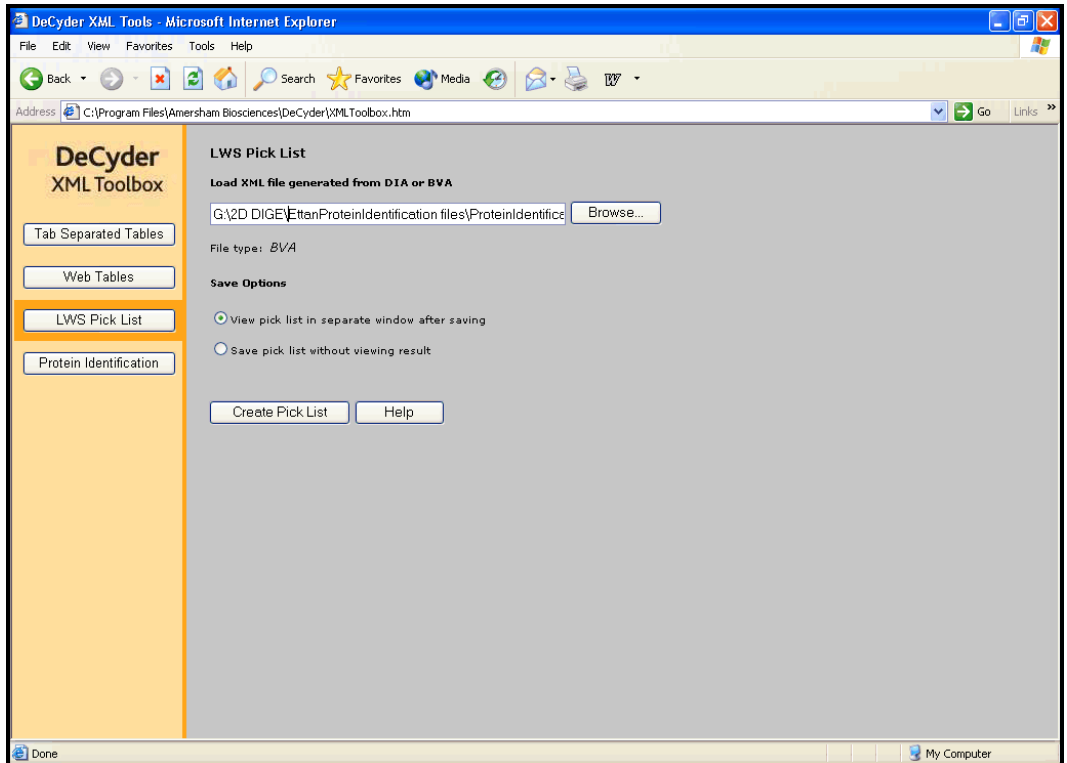 DeCyder XML Tools - Microsoft Internet Explorer
File Edit View Favorites Tools Help
Back Search Favorites Media
Address C:\Program Files\Amersham Biosciences\DeCyder\XMLToolbox.htm Go Links »
DeCyder
XML Toolbox
Tab Separated Tables
Web Tables
LWS Pick List
Protein Identification
LWS Pick List
Load XML file generated from DIA or BVA
G:\2D DIGE\EttanProteinIdentification files\ProteinIdentifica Browse...
File type: BVA
Save Options
View pick list in separate window after saving
Save pick list without viewing result
Create Pick List Help
Done My Computer